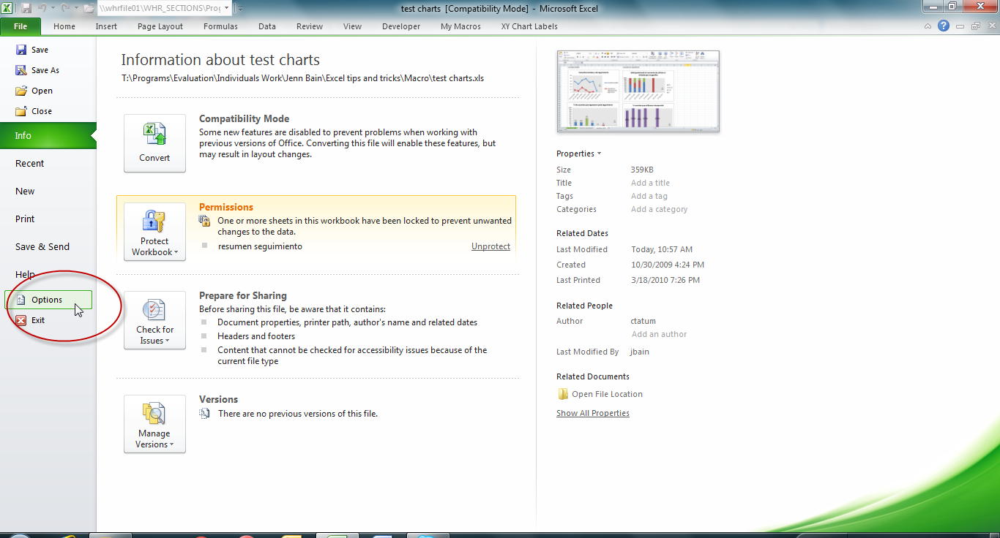 \\whrfile01\WHR_SECTIONS\Prog
test charts [Compatibility Mode] - Microsoft Excel
File Home Insert Page Layout Formulas Data Review View Developer My Macros XY Chart Labels
Save
Save As
Open
Close
Info
Recent
New
Print
Save & Send
Help
Options
Exit
Information about test charts
T:\Programs\Evaluation\Individuals Work\Jenn Bain\Excel tips and tricks\Macro\test charts.xls
Convert
Compatibility Mode
Some new features are disabled to prevent problems when working with
previous versions of Office. Converting this file will enable these features, but
may result in layout changes.
Protect
Workbook
Permissions
One or more sheets in this workbook have been locked to prevent unwanted
changes to the data.
resumen seguimiento Unprotect
Check for
Issues
Prepare for Sharing
Before sharing this file, be aware that it contains:
Document properties, printer path, author's name and related dates
Headers and footers
Content that cannot be checked for accessibility issues because of the
current file type
Manage
Versions
Versions
There are no previous versions of this file.
Properties
Size 359KB
Title Add a title
Tags Add a tag
Categories Add a category
Related Dates
Last Modified Today, 10:57 AM
Created 10/30/2009 4:24 PM
Last Printed 3/18/2010 7:26 PM
Related People
Author ctatum
Add an author
Last Modified By jbain
Related Documents
Open File Location
Show All Properties